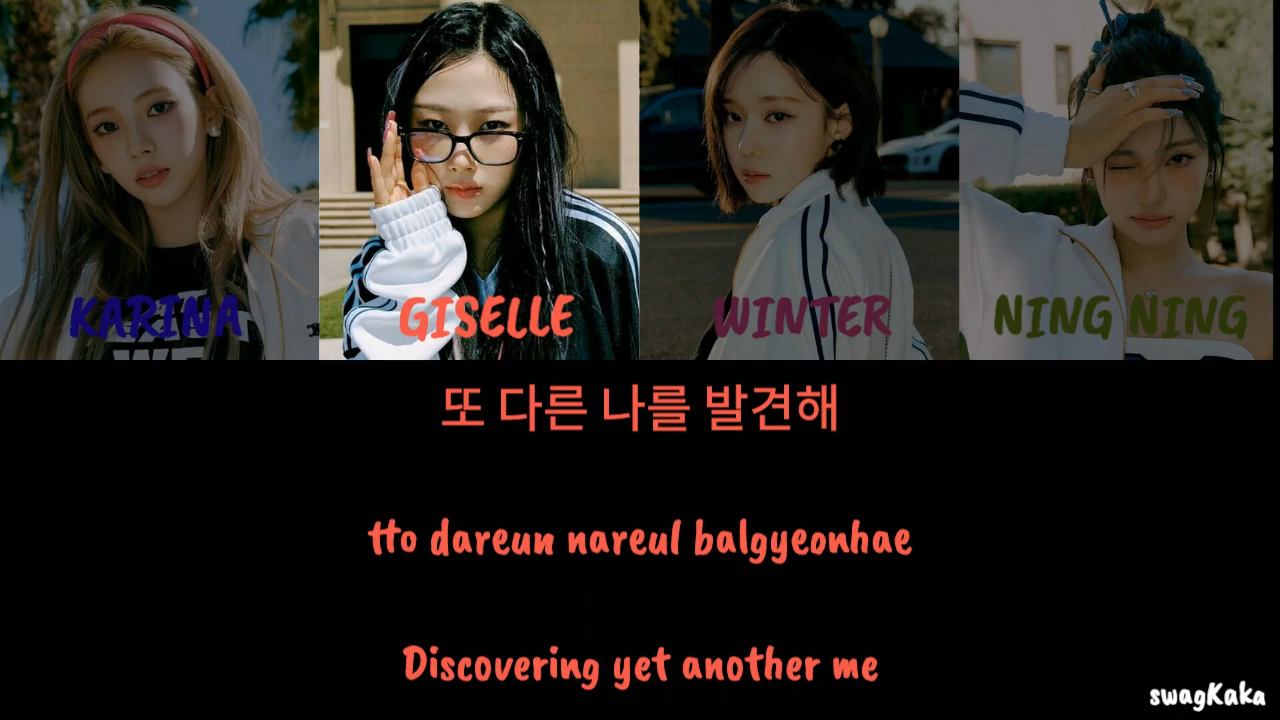 KARINA
GISELLE
WINTER
NING NING
또 다른 나를 발견해
tto dareun nareul balgyeonhae
Discovering yet another me
swagKaka